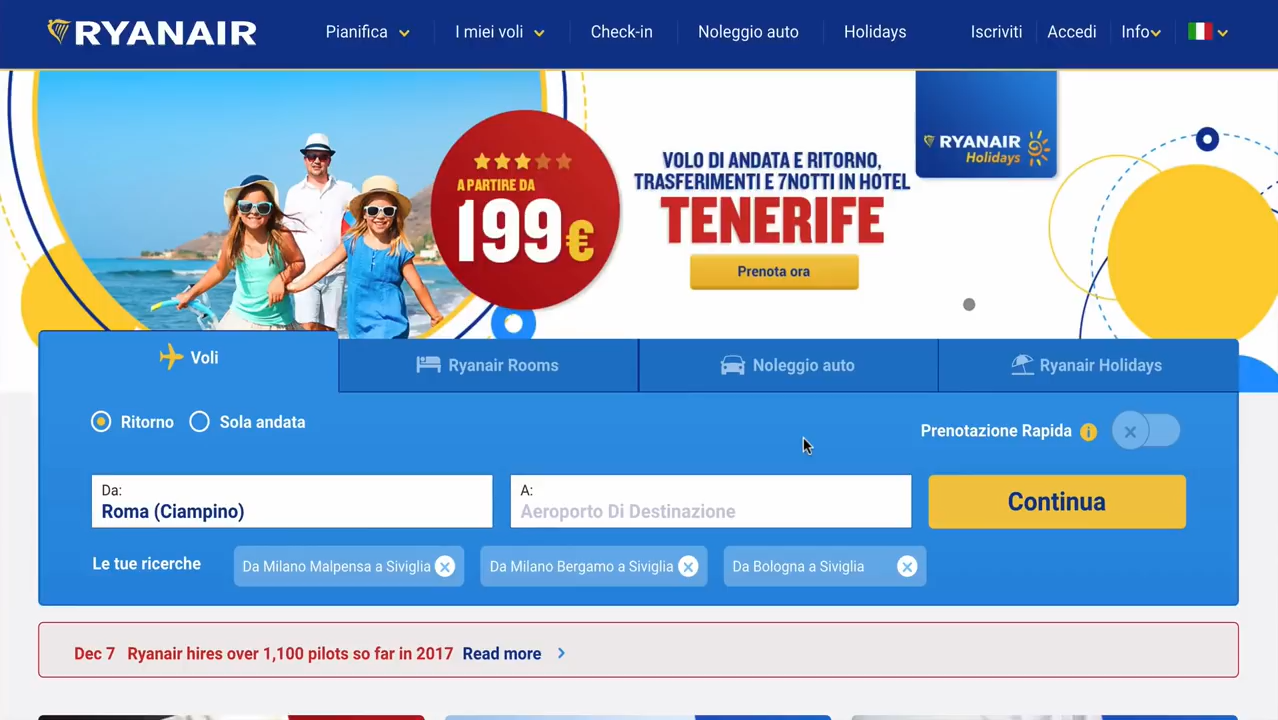 RYANAIR
Pianifica
I miei voli
Check-in
Noleggio auto
Holidays
Iscriviti
Accedi
Info
A PARTIRE DA
199€
VOLO DI ANDATA E RITORNO,
TRASFERIMENTI E 7NOTTI IN HOTEL
TENERIFE
Prenota ora
RYANAIR
Holidays
Voli
Ryanair Rooms
Noleggio auto
Ryanair Holidays
Ritorno
Sola andata
Prenotazione Rapida
Da:
Roma (Ciampino)
A:
Aeroporto Di Destinazione
Continua
Le tue ricerche
Da Milano Malpensa a Siviglia
Da Milano Bergamo a Siviglia
Da Bologna a Siviglia
Dec 7 Ryanair hires over 1,100 pilots so far in 2017 Read more